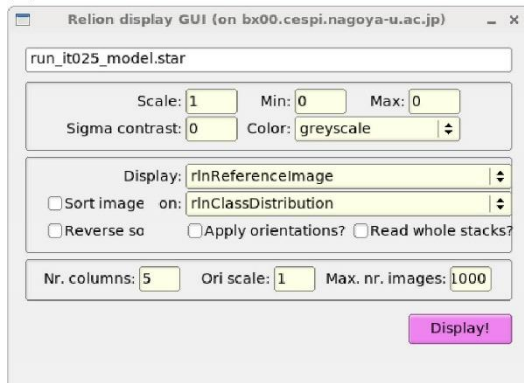 Relion display GUI (on bx00.cespi.nagoya-u.ac.jp)
run_it025_model.star
Scale: 1 Min: 0 Max: 0
Sigma contrast: 0 Color: greyscale
Display: rlnReferenceImage
Sort image on: rlnClassDistribution
Reverse so Apply orientations? Read whole stacks?
Nr. columns: 5 Ori scale: 1 Max. nr. images: 1000
Display!